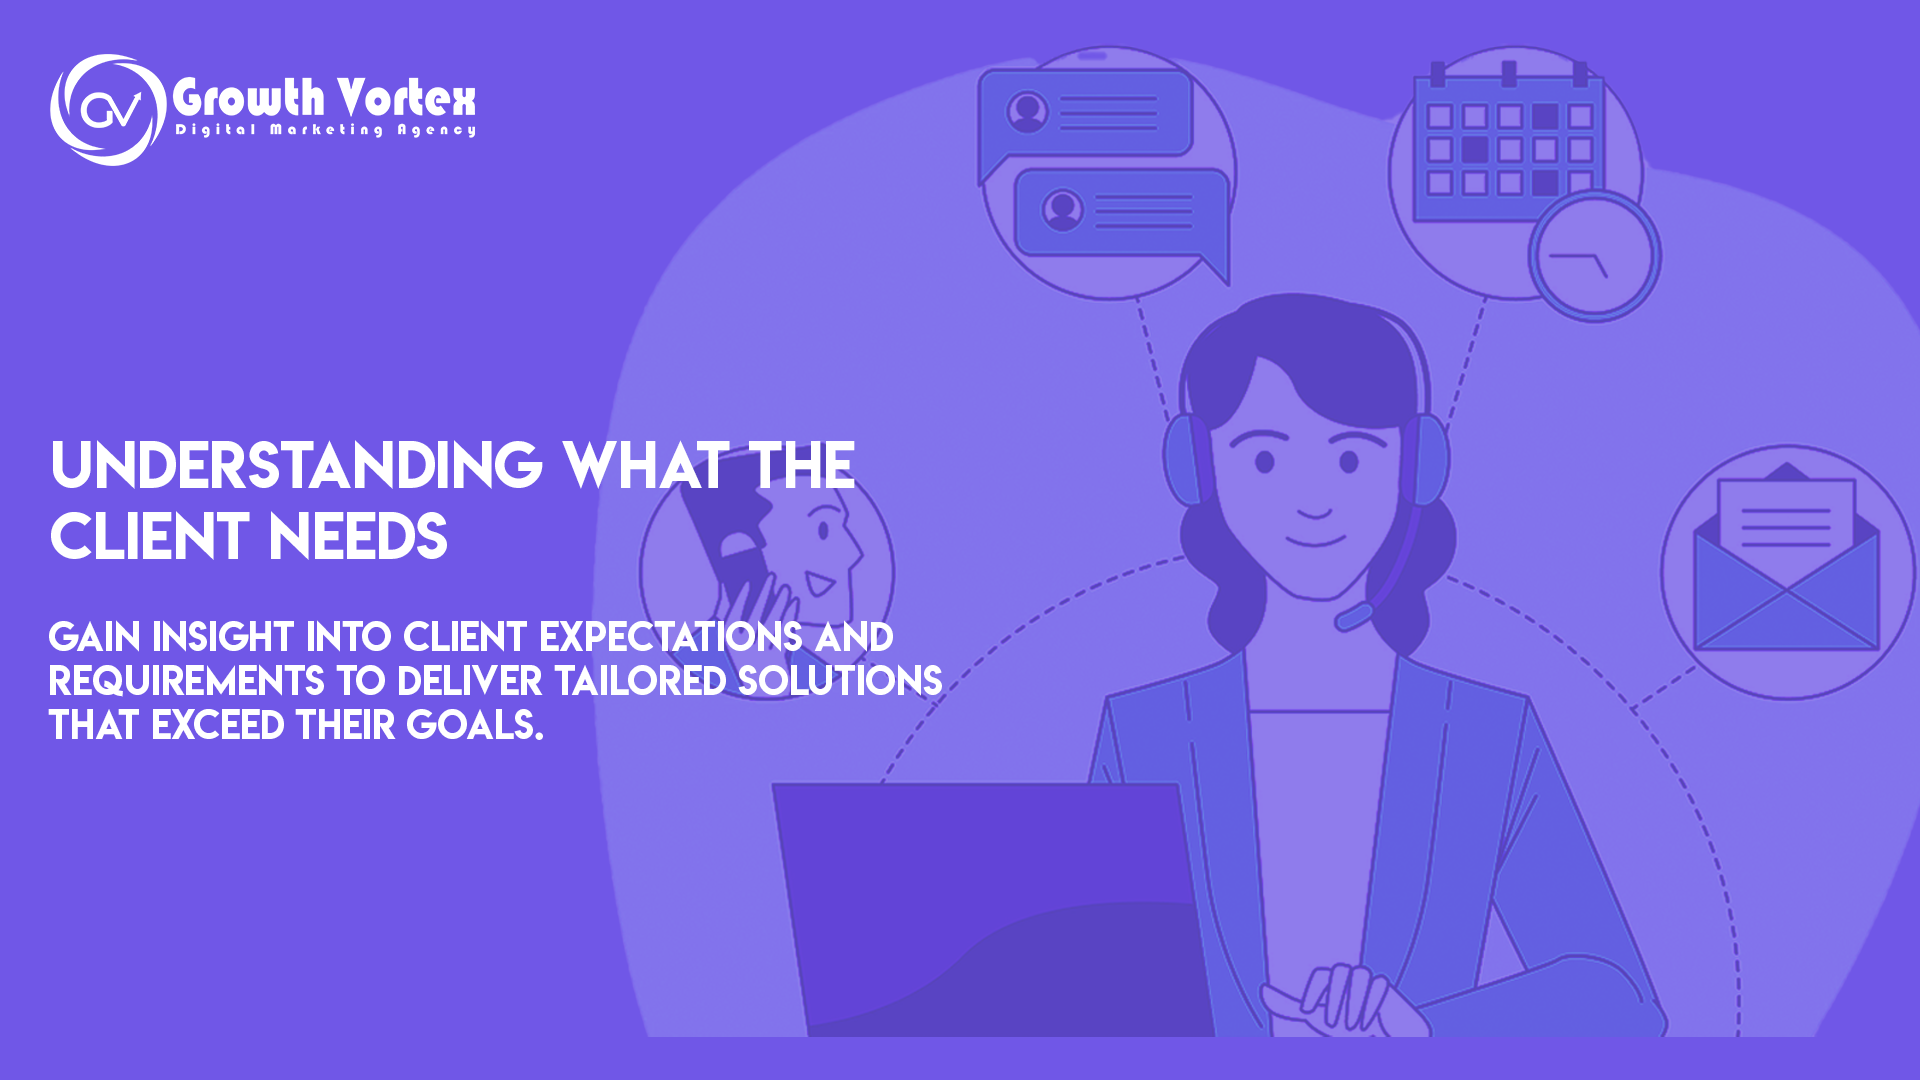 GV
Growth Vortex
Digital Marketing Agency
UNDERSTANDING WHAT THE
CLIENT NEEDS
GAIN INSIGHT INTO CLIENT EXPECTATIONS AND
REQUIREMENTS TO DELIVER TAILORED SOLUTIONS
THAT EXCEED THEIR GOALS.